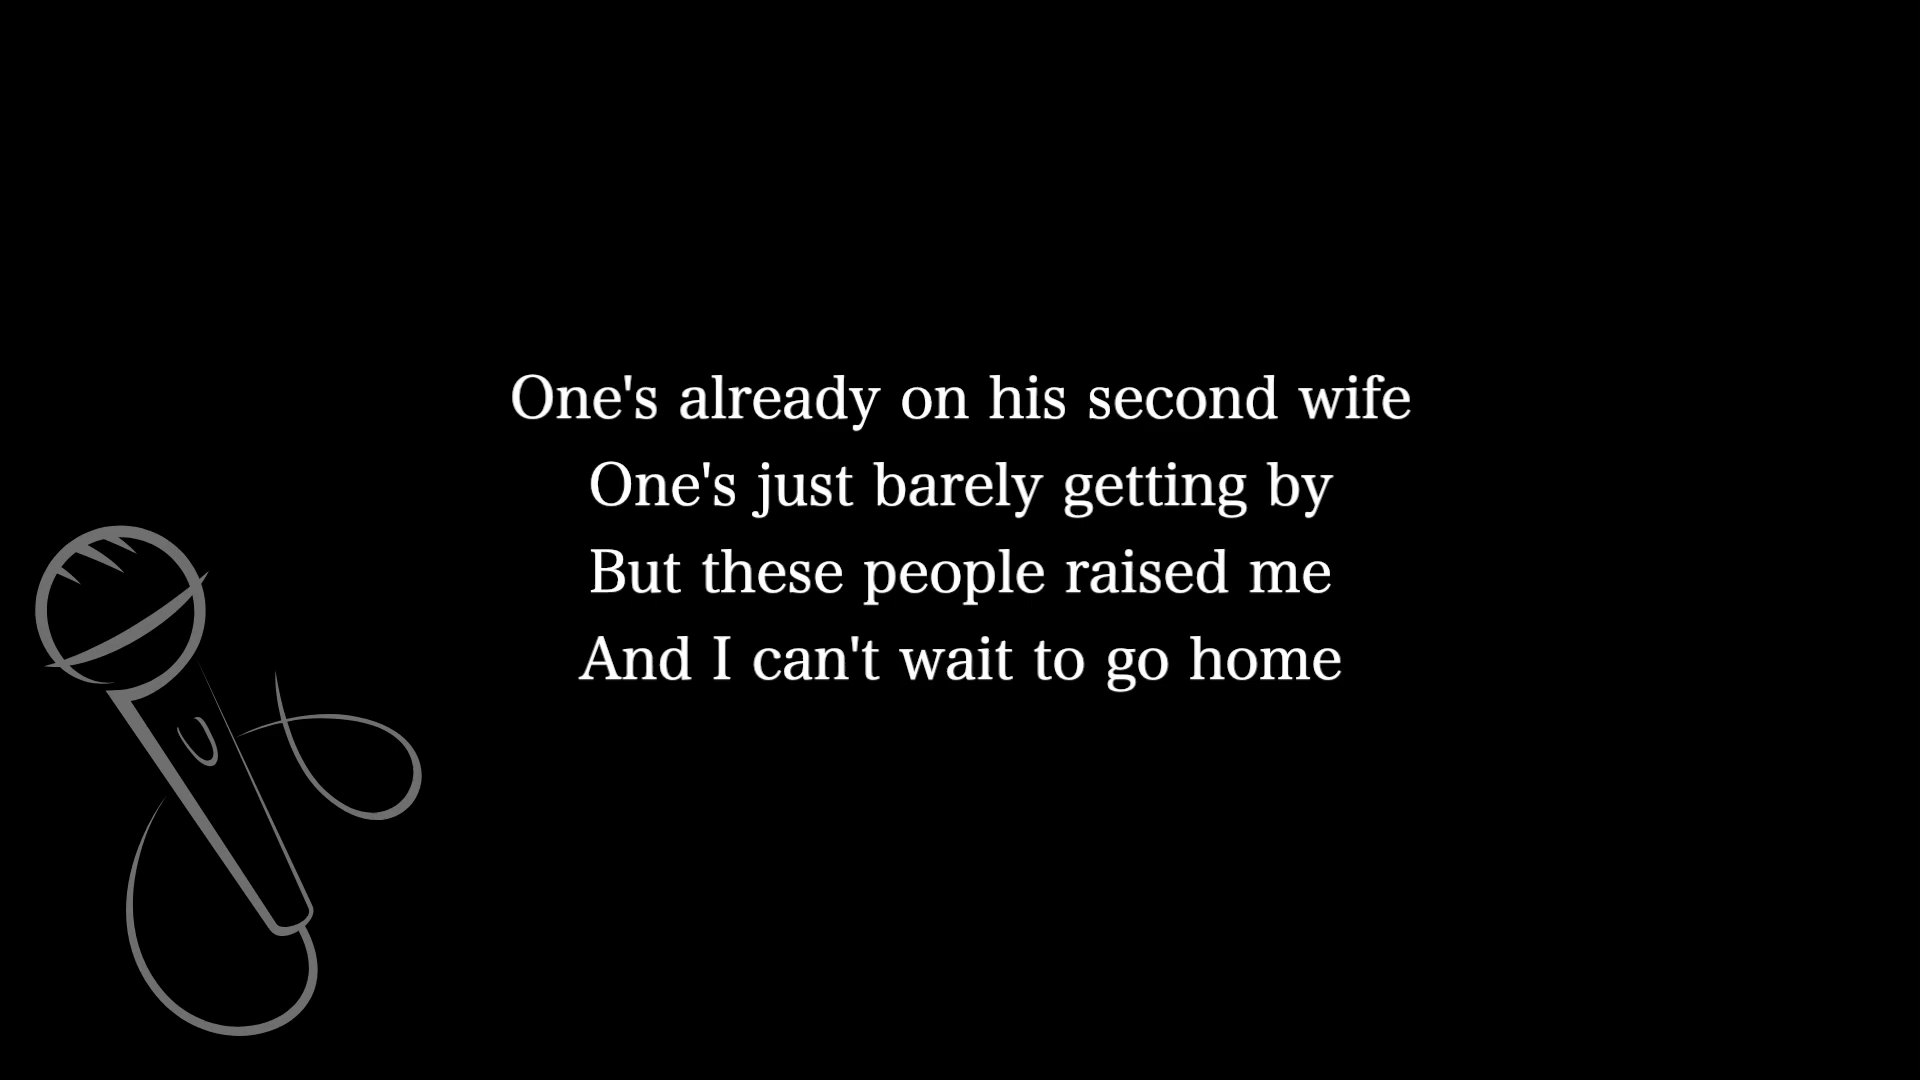 One's already on his second wife
One's just barely getting by
But these people raised me
And I can't wait to go home